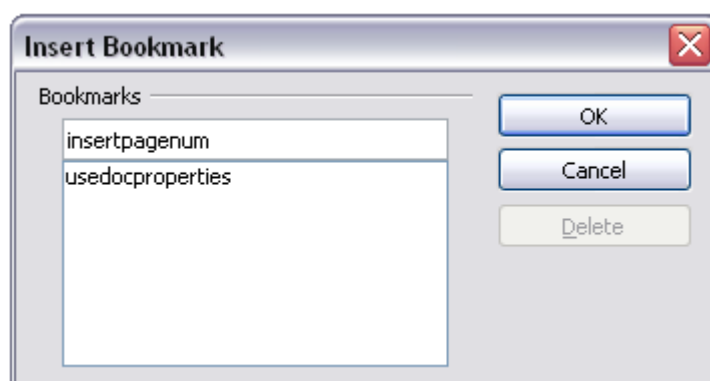 Insert Bookmark
Bookmarks
OK
insertpagenum
usedocproperties
Cancel
Delete